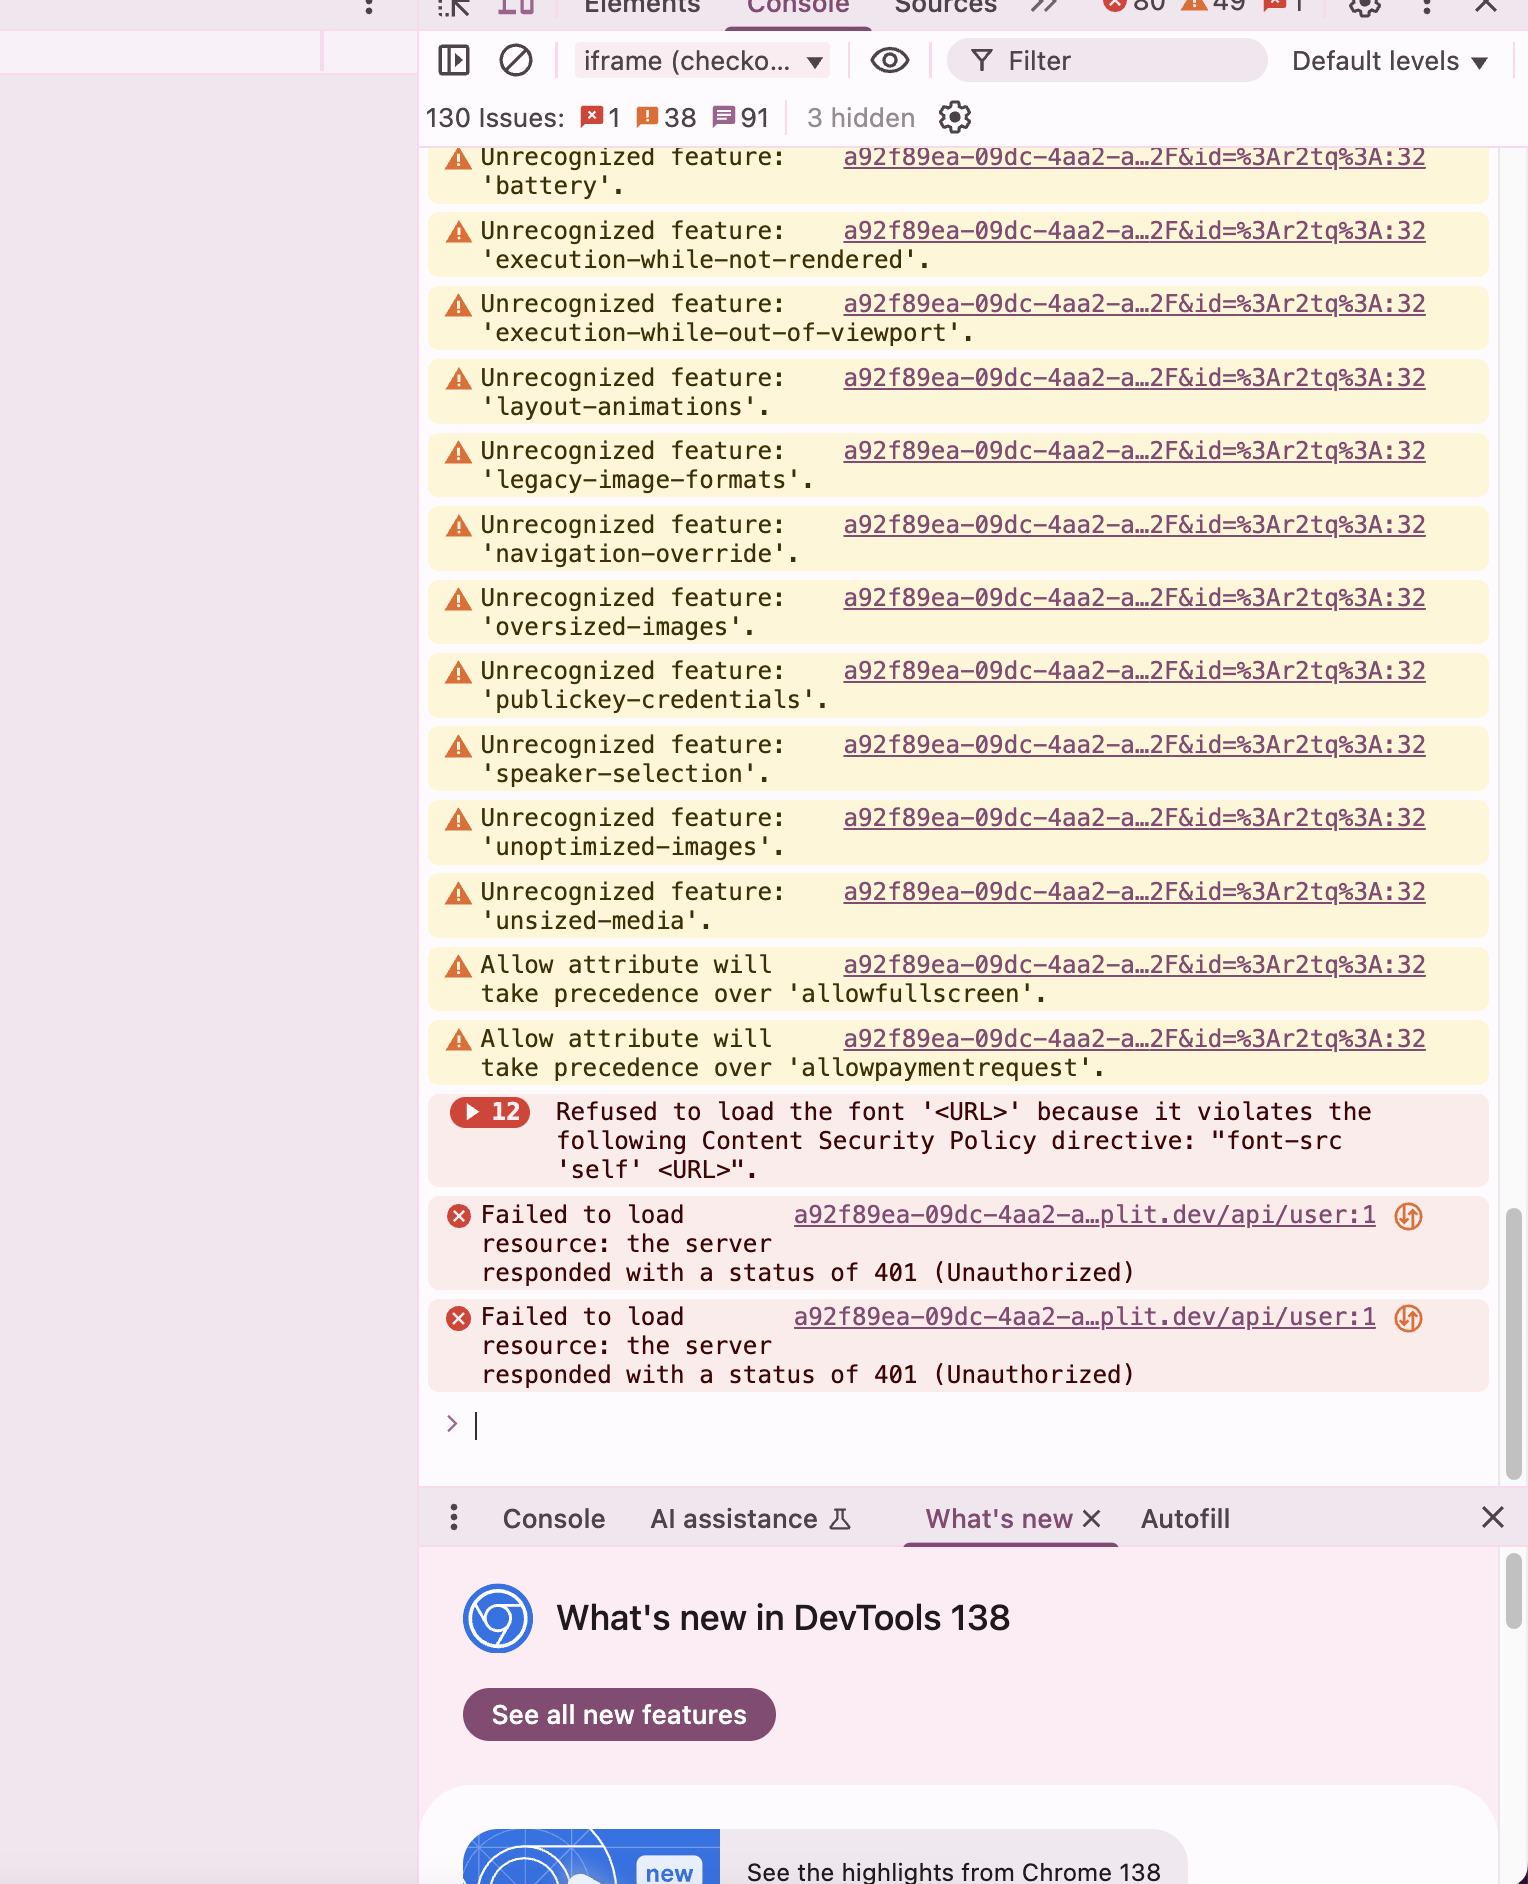 Elements Console Sources 80 49 1
iframe (checko... Filter Default levels
130 Issues: 1 38 91 3 hidden
Unrecognized feature: a92f89ea-09dc-4aa2-a…2F&id=%3Ar2tq%3A:32
'battery'.
Unrecognized feature: a92f89ea-09dc-4aa2-a…2F&id=%3Ar2tq%3A:32
'execution-while-not-rendered'.
Unrecognized feature: a92f89ea-09dc-4aa2-a…2F&id=%3Ar2tq%3A:32
'execution-while-out-of-viewport'.
Unrecognized feature: a92f89ea-09dc-4aa2-a…2F&id=%3Ar2tq%3A:32
'layout-animations'.
Unrecognized feature: a92f89ea-09dc-4aa2-a…2F&id=%3Ar2tq%3A:32
'legacy-image-formats'.
Unrecognized feature: a92f89ea-09dc-4aa2-a…2F&id=%3Ar2tq%3A:32
'navigation-override'.
Unrecognized feature: a92f89ea-09dc-4aa2-a…2F&id=%3Ar2tq%3A:32
'oversized-images'.
Unrecognized feature: a92f89ea-09dc-4aa2-a…2F&id=%3Ar2tq%3A:32
'publickey-credentials'.
Unrecognized feature: a92f89ea-09dc-4aa2-a…2F&id=%3Ar2tq%3A:32
'speaker-selection'.
Unrecognized feature: a92f89ea-09dc-4aa2-a…2F&id=%3Ar2tq%3A:32
'unoptimized-images'.
Unrecognized feature: a92f89ea-09dc-4aa2-a…2F&id=%3Ar2tq%3A:32
'unsized-media'.
Allow attribute will a92f89ea-09dc-4aa2-a…2F&id=%3Ar2tq%3A:32
take precedence over 'allowfullscreen'.
Allow attribute will a92f89ea-09dc-4aa2-a…2F&id=%3Ar2tq%3A:32
take precedence over 'allowpaymentrequest'.
12 Refused to load the font '<URL>' because it violates the
following Content Security Policy directive: "font-src
'self' <URL>".
Failed to load a92f89ea-09dc-4aa2-a…plit.dev/api/user:1
resource: the server
responded with a status of 401 (Unauthorized)
Failed to load a92f89ea-09dc-4aa2-a…plit.dev/api/user:1
resource: the server
responded with a status of 401 (Unauthorized)
Console AI assistance What's new Autofill
What's new in DevTools 138
See all new features
new See the highlights from Chrome 138